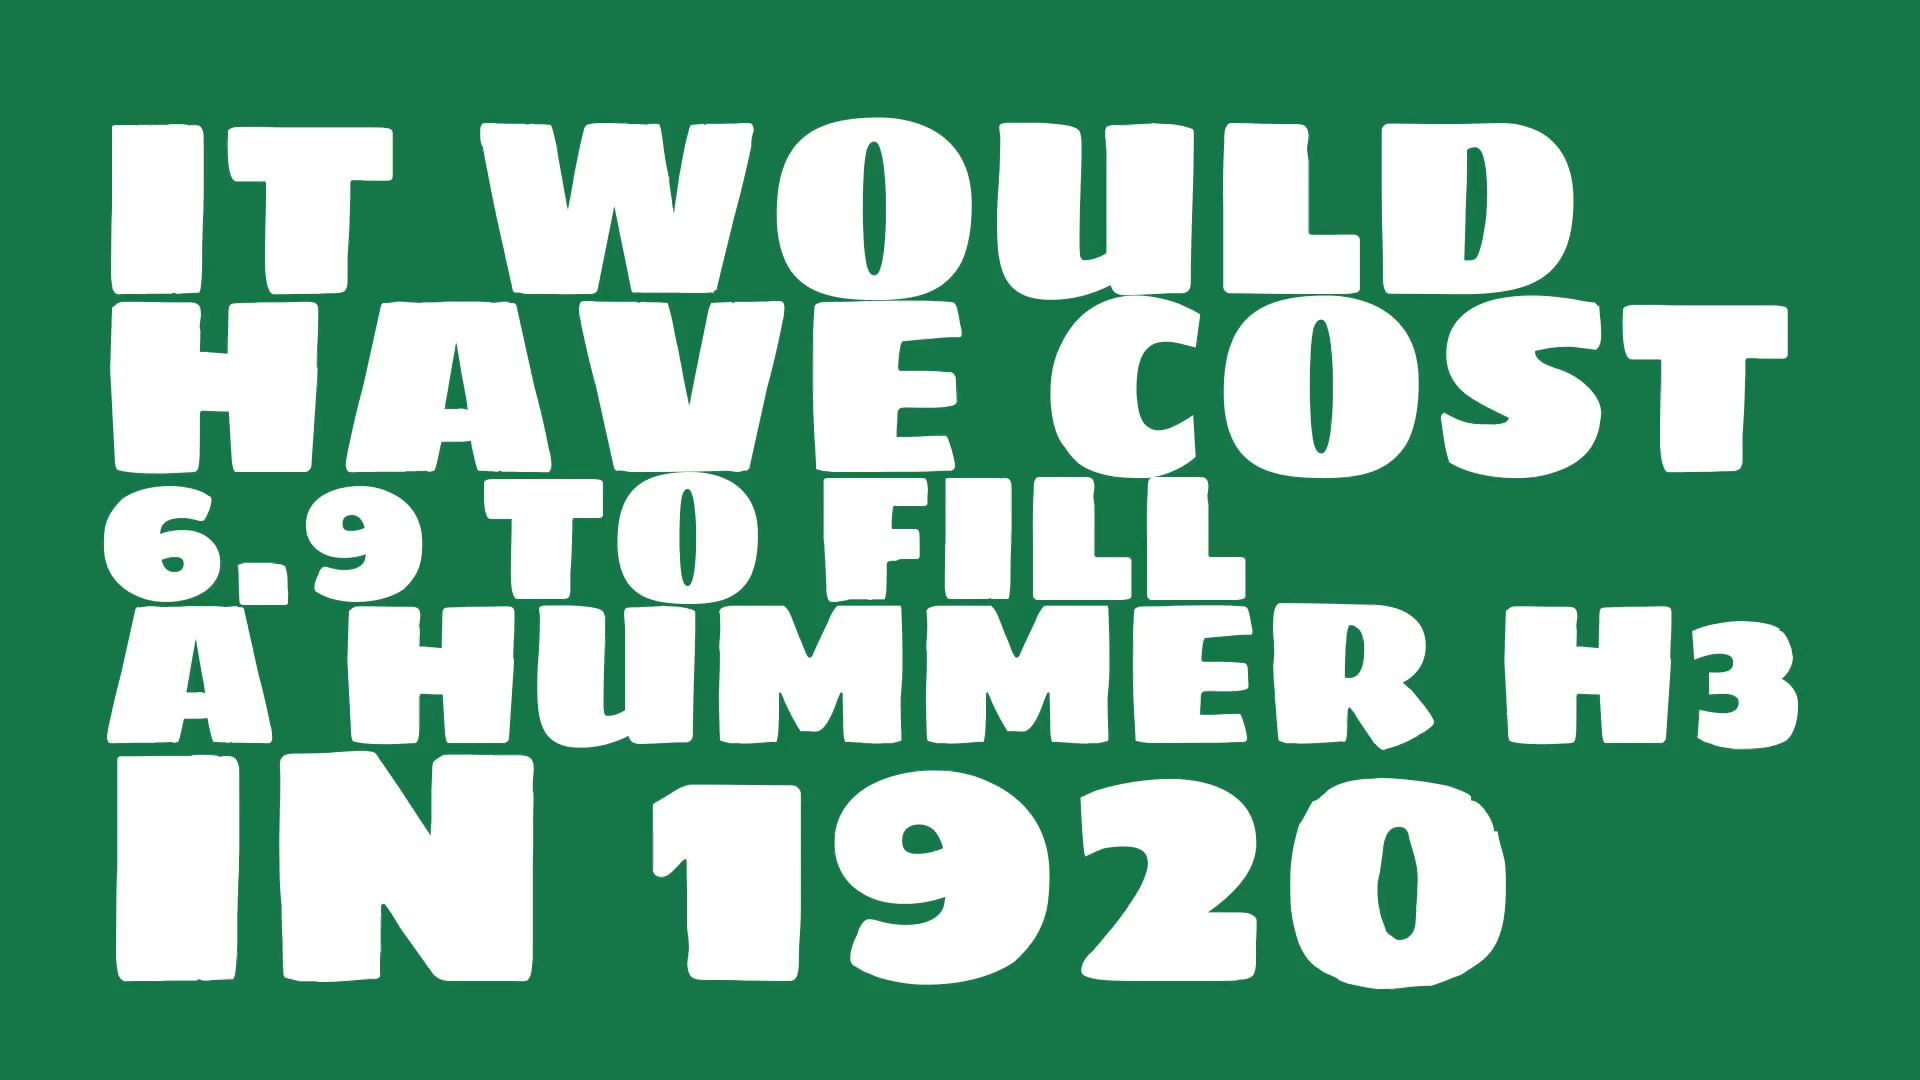 IT WOULD
HAVE COST
6.9 TO FILL
A HUMMER H3
IN 1920